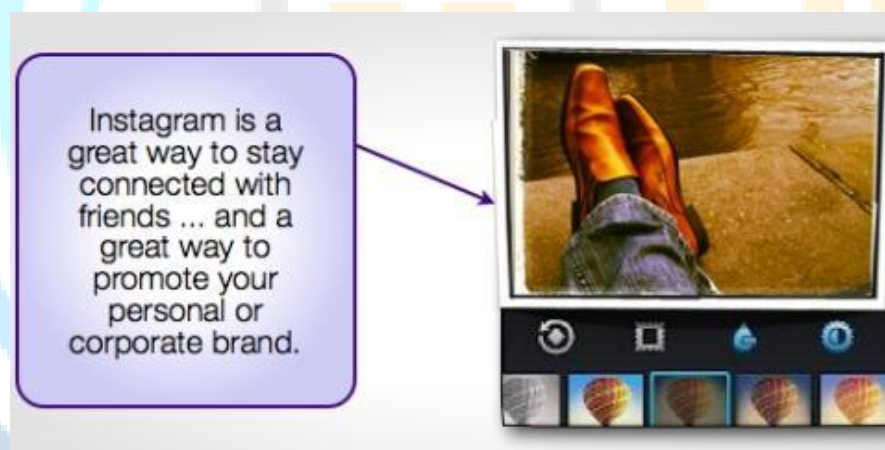 Instagram is a
great way to stay
connected with
friends ... and a
great way to
promote your
personal or
corporate brand.